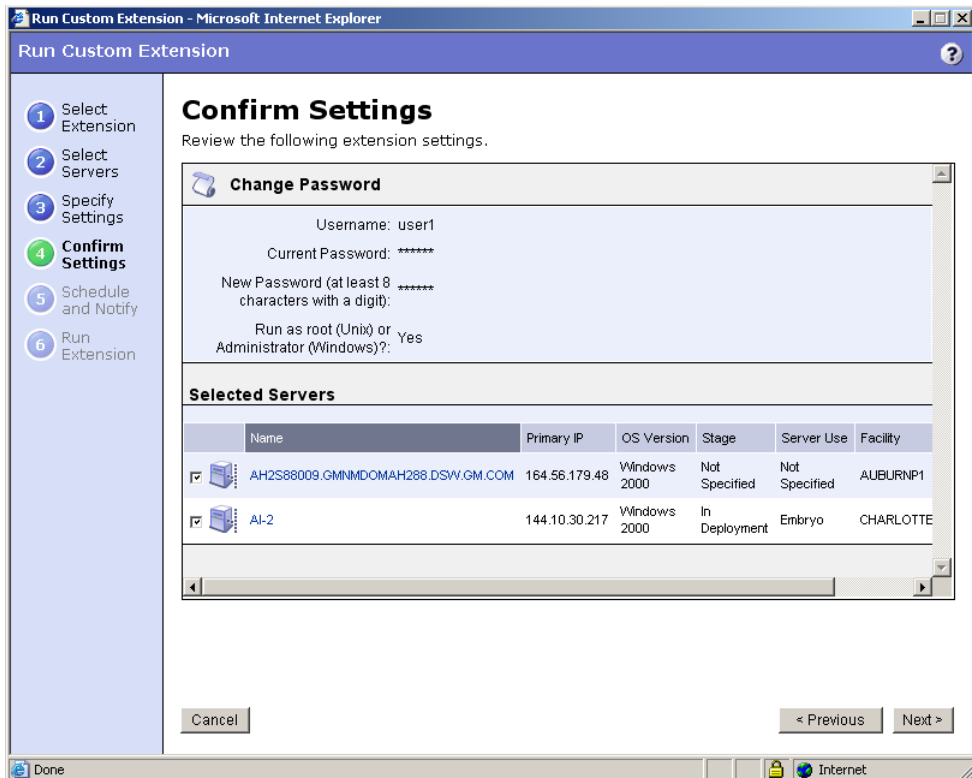 Run Custom Extension - Microsoft Internet Explorer
Run Custom Extension
?
1 Select
Extension
2 Select
Servers
3 Specify
Settings
4 Confirm
Settings
5 Schedule
and Notify
6 Run
Extension
Confirm Settings
Review the following extension settings.
Change Password
Username: user1
Current Password: ******
New Password (at least 8
characters with a digit): ******
Run as root (Unix) or
Administrator (Windows)?: Yes
Selected Servers
Name Primary IP OS Version Stage Server Use Facility
AH2S88009.GMNMDOMAH288.DSW.GM.COM 164.56.179.48 Windows 2000 Not Specified Not Specified AUBURNP1
AI-2 144.10.30.217 Windows 2000 In Deployment Embryo CHARLOTTE
Cancel
< Previous
Next >
Done
Internet